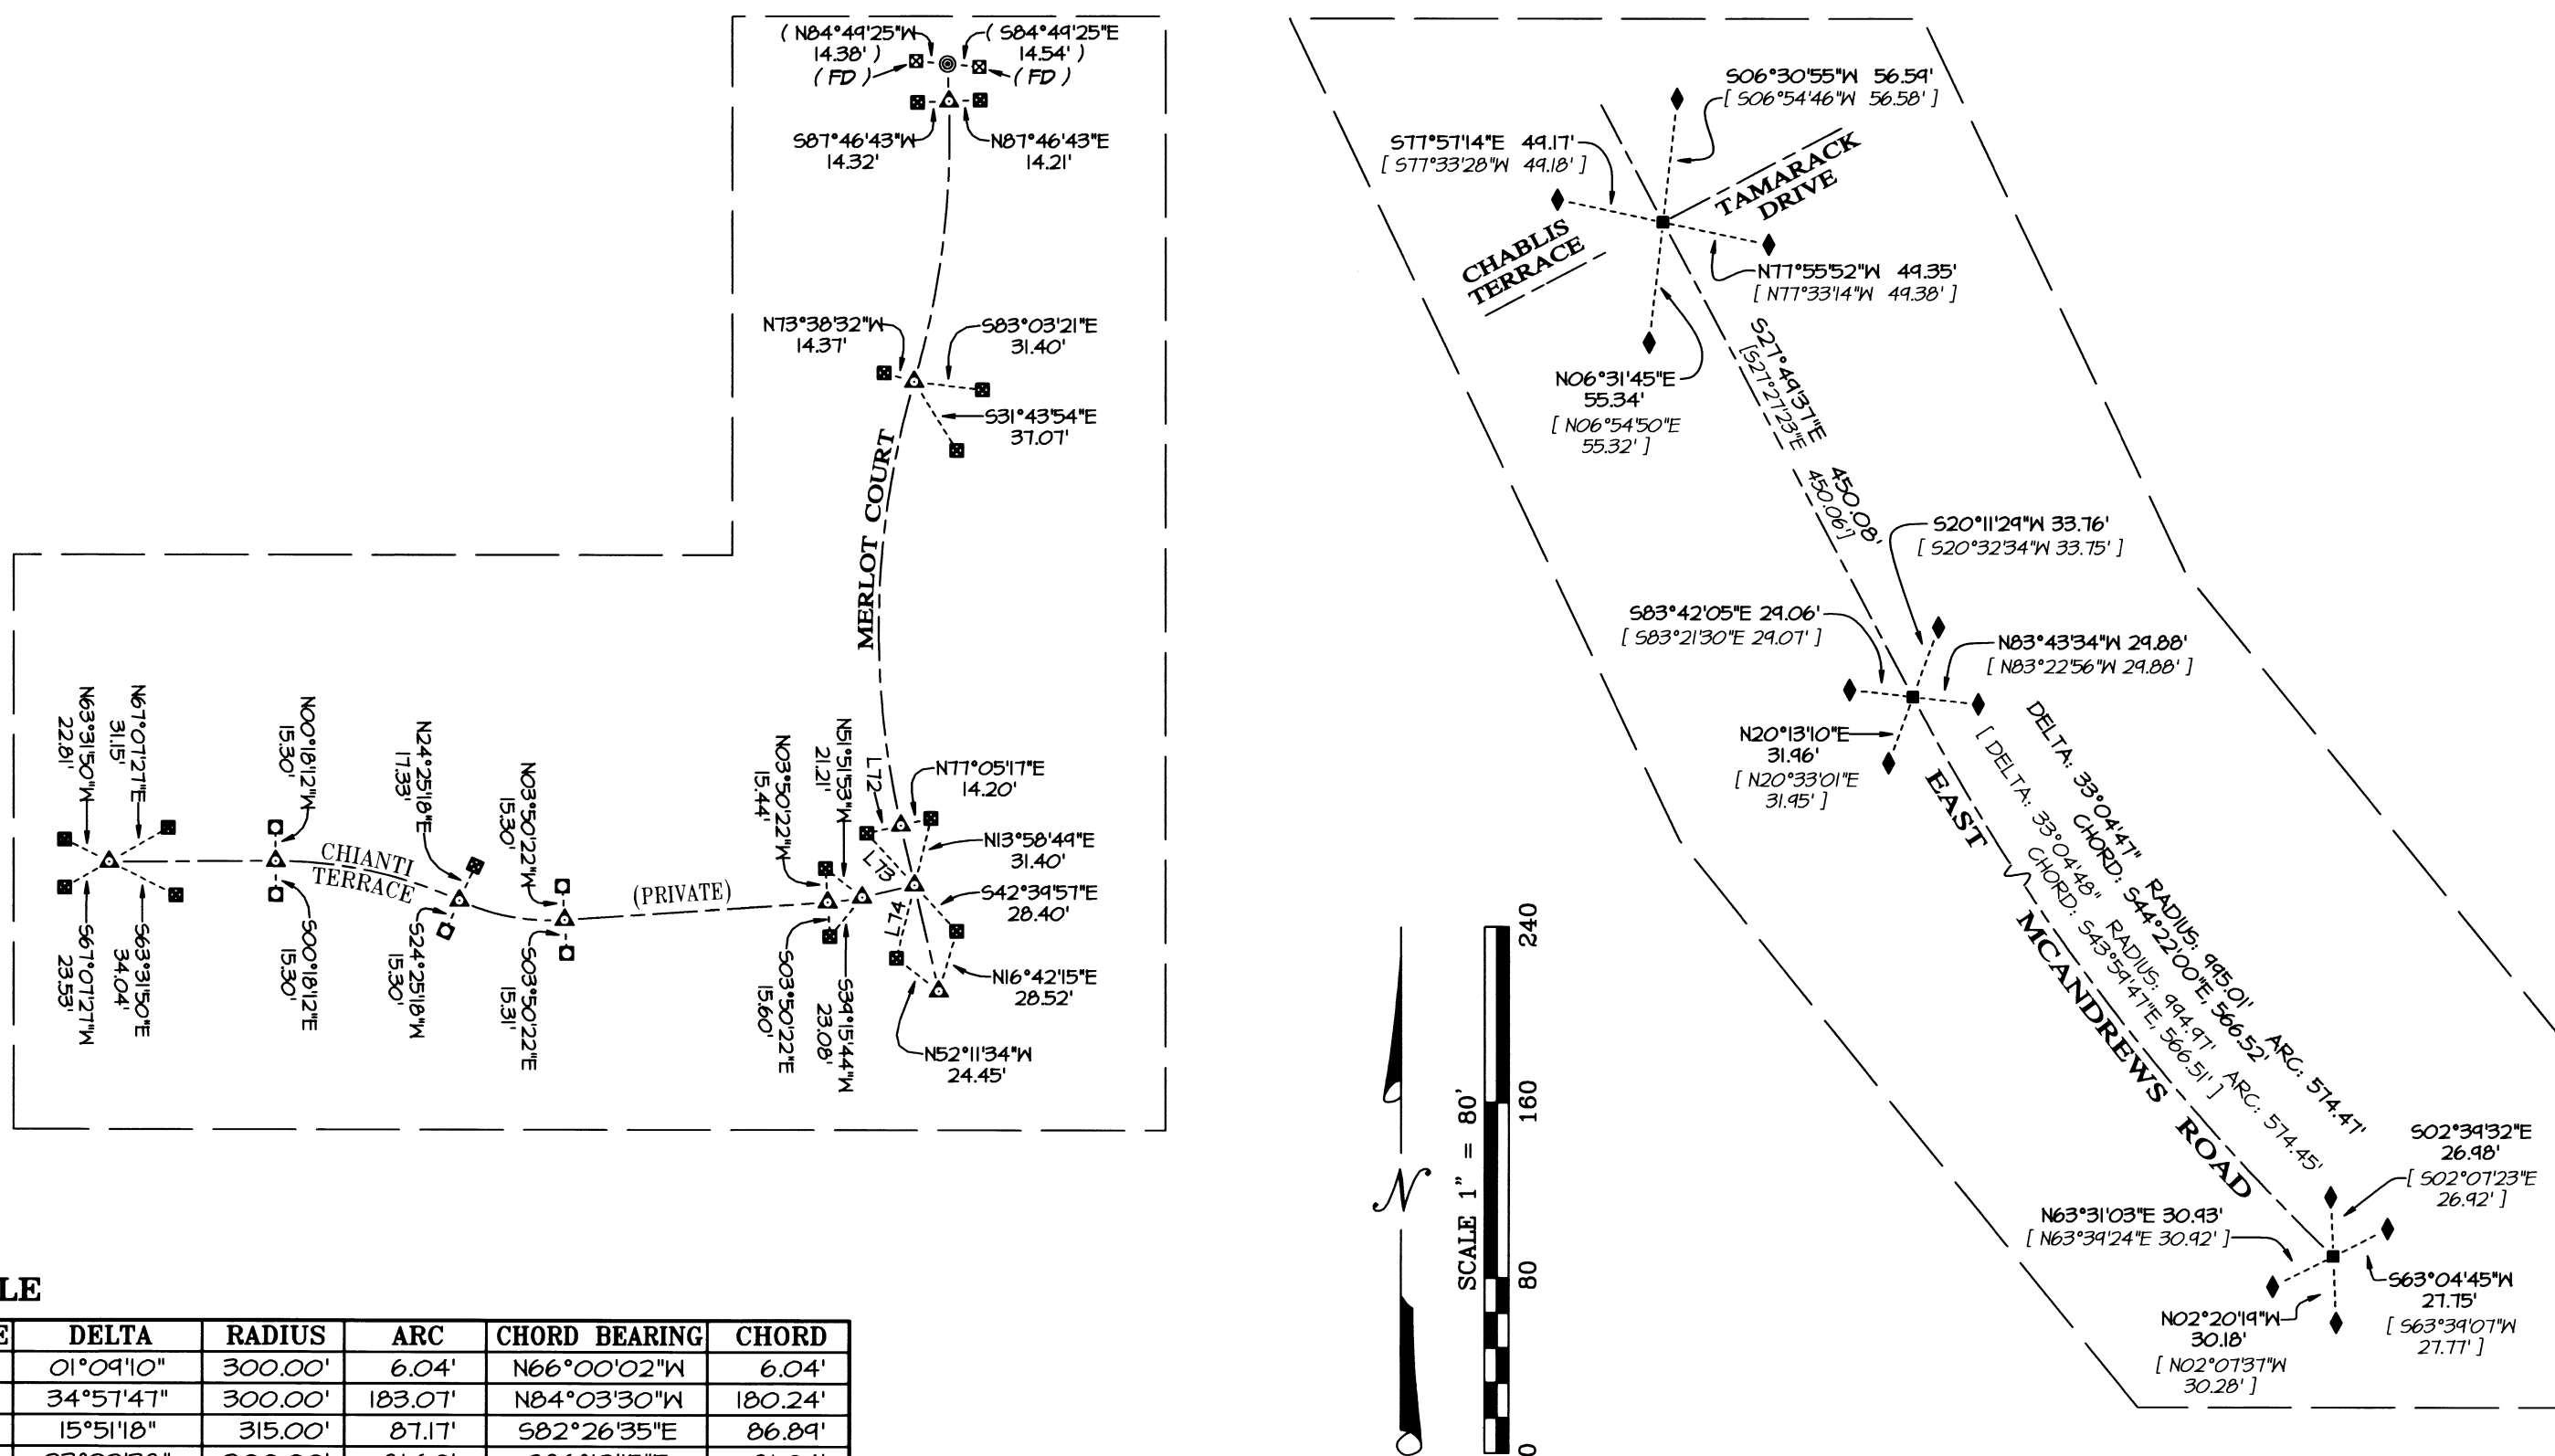 ( N84°49'25"W
14.38' )
( FD )
( S84°49'25"E
14.54' )
( FD )
S87°46'43"W
14.32'
N87°46'43"E
14.21'
N73°38'32"W
14.37'
S83°03'21"E
31.40'
S31°43'54"E
37.07'
MERLOT COURT
N63°31'50"W
22.81'
N67°07'27"E
31.15'
N00°18'12"W
15.30'
N24°25'18"E
17.33'
N03°50'22"W
15.30'
N03°50'22"W
15.44'
N51°51'53"W
21.21'
L72
N77°05'17"E
14.20'
N13°58'49"E
31.40'
L73
CHIANTI
TERRACE
(PRIVATE)
S42°39'57"E
28.40'
L74
N16°42'15"E
28.52'
N52°11'34"W
24.45'
S67°07'27"W
23.53'
S63°31'50"E
34.04'
S00°18'12"E
15.30'
S24°25'18"W
15.30'
S03°50'22"E
15.31'
S03°50'22"E
15.60'
S39°15'44"W
23.08'
S06°30'55"W 56.59'
[ S06°54'46"W 56.58' ]
S77°57'14"E 49.17'
[ S77°33'28"W 49.18' ]
TAMARACK
DRIVE
CHABLIS
TERRACE
N77°55'52"W 49.35'
[ N77°33'14"W 49.38' ]
N06°31'45"E
55.34'
[ N06°54'50"E
55.32' ]
S27°49'37"E 450.08'
[S27°27'23"E 450.06']
S20°11'29"W 33.76'
[ S20°32'34"W 33.75' ]
S83°42'05"E 29.06'
[ S83°21'30"E 29.07' ]
N83°43'34"W 29.88'
[ N83°22'56"W 29.88' ]
N20°13'10"E
31.96'
[ N20°33'01"E
31.95' ]
DELTA: 33°04'47" RADIUS: 995.01' ARC: 574.47'
CHORD: S44°22'00"E, 566.52'
[ DELTA: 33°04'48" RADIUS: 994.97' ARC: 574.45'
CHORD: S43°59'47"E, 566.51' ]
EAST MCANDREWS ROAD
S02°39'32"E
26.98'
[ S02°07'23"E
26.92' ]
N63°31'03"E 30.93'
[ N63°39'24"E 30.92' ]
S63°04'45"W
27.75'
[ S63°39'07"W
27.77' ]
N02°20'19"W
30.18'
[ N02°07'37"W
30.28' ]
N
SCALE 1" = 80'
0 80 160 240
LE
E DELTA RADIUS ARC CHORD BEARING CHORD
01°09'10" 300.00' 6.04' N66°00'02"W 6.04'
34°57'47" 300.00' 183.07' N84°03'30"W 180.24'
15°51'18" 315.00' 87.17' S82°26'35"E 86.89'